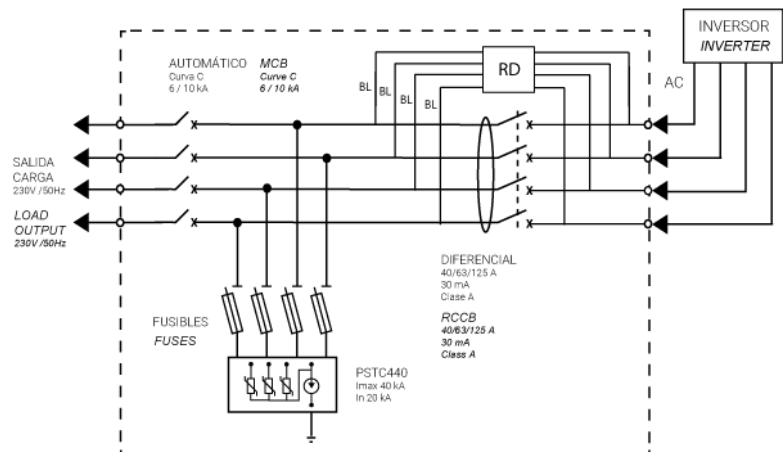 INVERSOR
INVERTER
AUTOMÁTICO
Curva C
6 / 10 kA
MCB
Curve C
6 / 10 kA
RD
AC
BL
BL
BL
BL
SALIDA
CARGA
230V /50Hz
LOAD
OUTPUT
230V /50Hz
DIFERENCIAL
40/63/125 A
30 mA
Clase A
RCCB
40/63/125 A
30 mA
Class A
FUSIBLES
FUSES
PSTC440
Imax 40 kA
In 20 kA